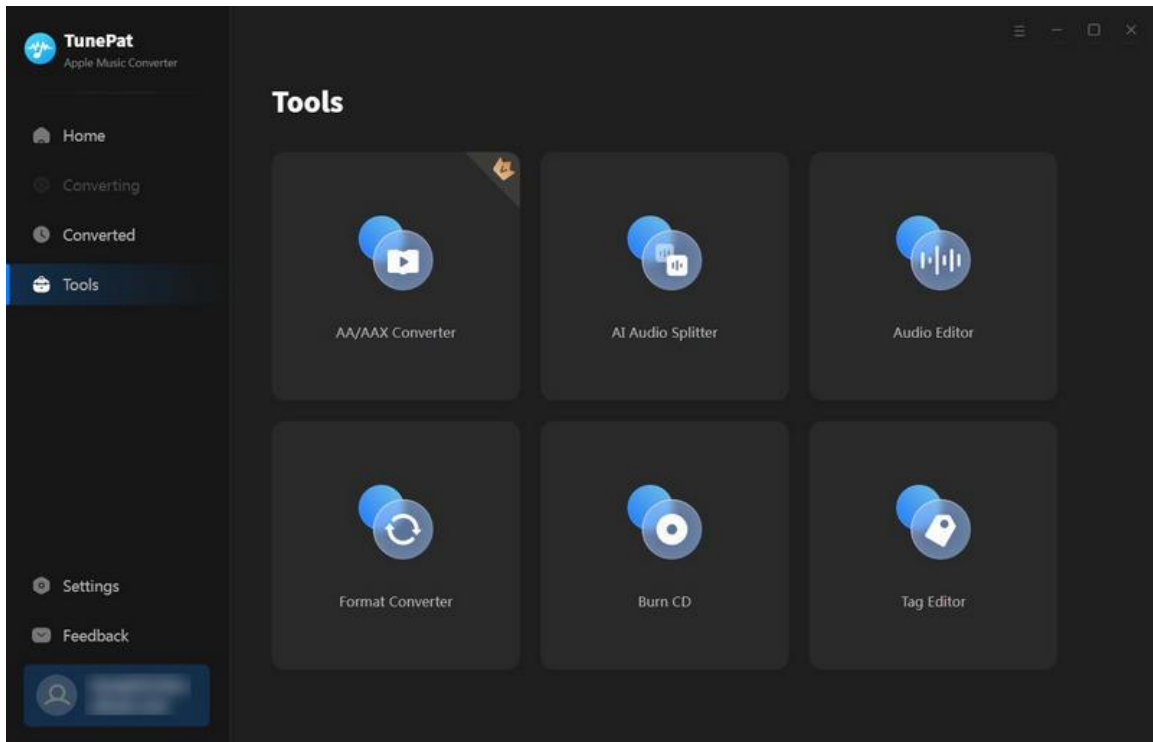 TunePat
Apple Music Converter
Home
Converting
Converted
Tools
Settings
Feedback
Tools
AA/AAX Converter
AI Audio Splitter
Audio Editor
Format Converter
Burn CD
Tag Editor